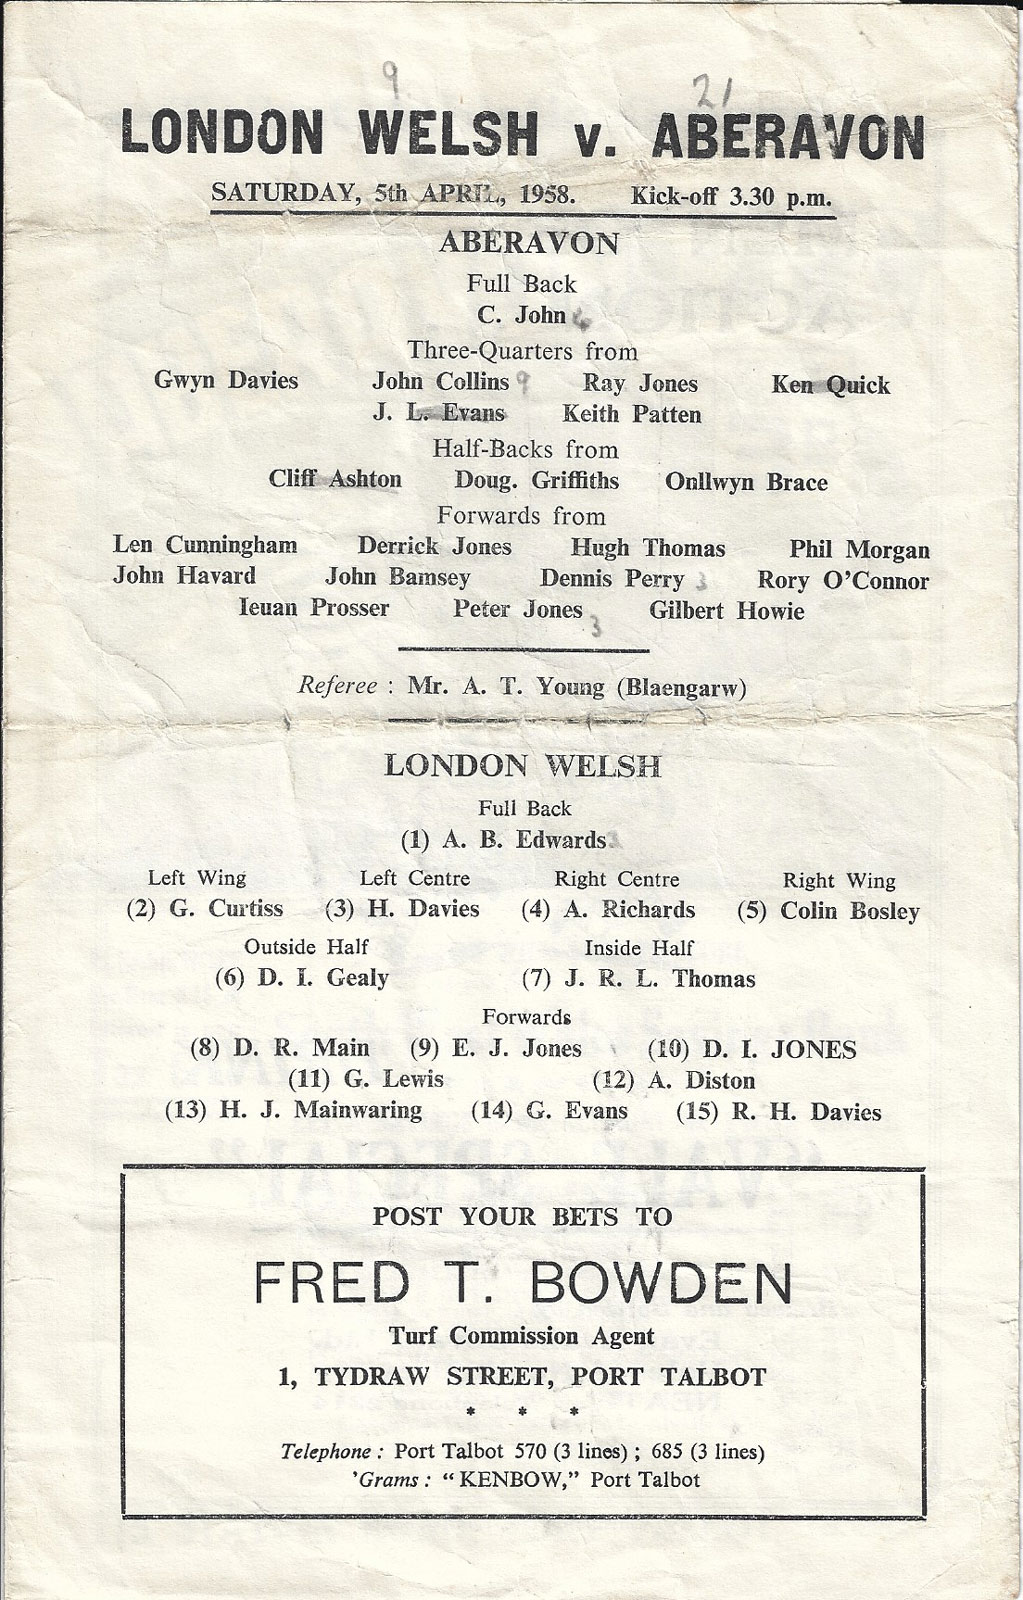 9 21
LONDON WELSH v. ABERAVON
SATURDAY, 5th APRIL, 1958. Kick-off 3.30 p.m.
ABERAVON
Full Back
C. John 6
Three-Quarters from
Gwyn Davies John Collins 9 Ray Jones Ken Quick
J. L. Evans Keith Patten
Half-Backs from
Cliff Ashton Doug. Griffiths Onllwyn Brace
Forwards from
Len Cunningham Derrick Jones Hugh Thomas Phil Morgan
John Havard John Bamsey Dennis Perry 3 Rory O'Connor
Ieuan Prosser Peter Jones 3 Gilbert Howie
Referee : Mr. A. T. Young (Blaengarw)
LONDON WELSH
Full Back
(1) A. B. Edwards
Left Wing Left Centre Right Centre Right Wing
(2) G. Curtiss (3) H. Davies (4) A. Richards (5) Colin Bosley
Outside Half Inside Half
(6) D. I. Gealy (7) J. R. L. Thomas
Forwards
(8) D. R. Main (9) E. J. Jones (10) D. I. JONES
(11) G. Lewis (12) A. Diston
(13) H. J. Mainwaring (14) G. Evans (15) R. H. Davies
POST YOUR BETS TO
FRED T. BOWDEN
Turf Commission Agent
1, TYDRAW STREET, PORT TALBOT
* * *
Telephone : Port Talbot 570 (3 lines) ; 685 (3 lines)
'Grams : "KENBOW," Port Talbot